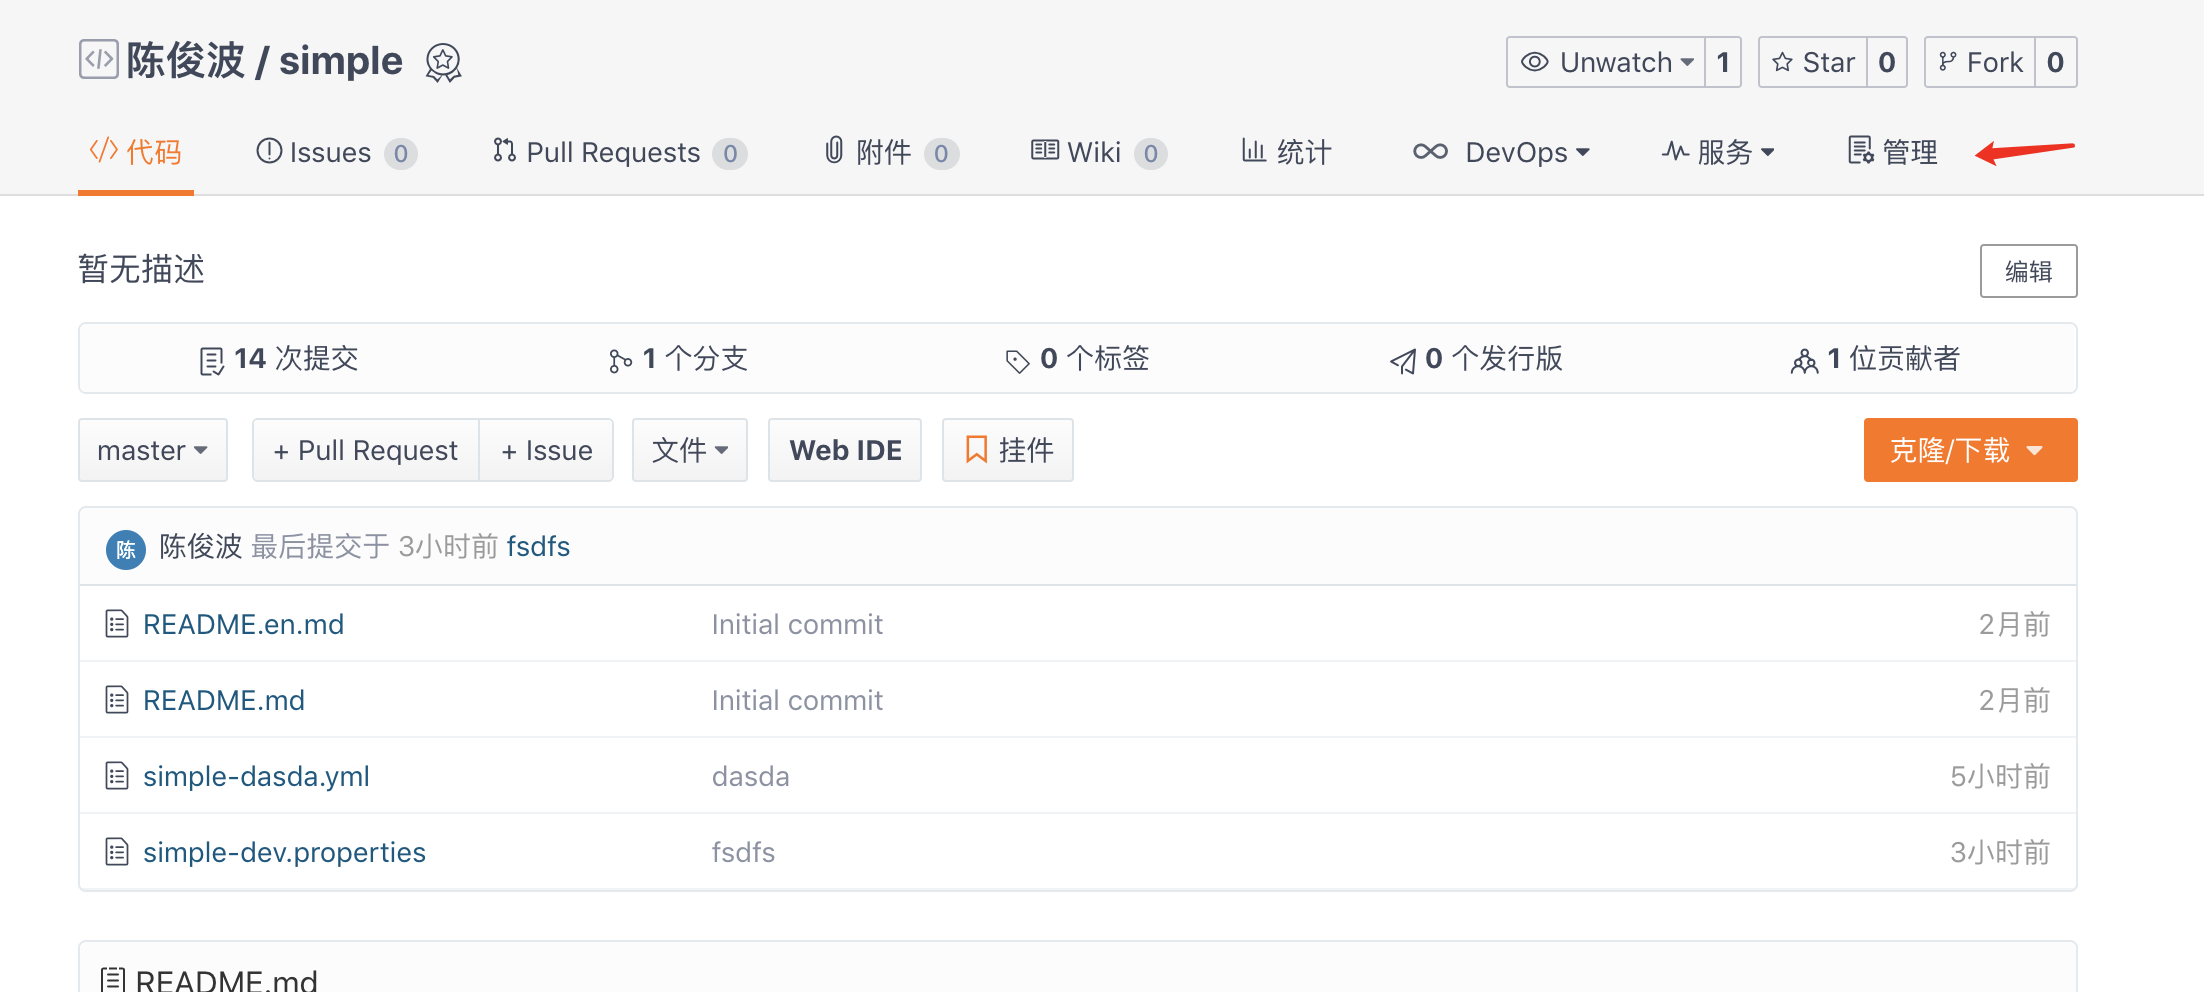 陈俊波 / simple
Unwatch 1 Star 0 Fork 0
代码 Issues 0 Pull Requests 0 附件 0 Wiki 0 统计 DevOps 服务 管理
暂无描述 编辑
14 次提交 1 个分支 0 个标签 0 个发行版 1 位贡献者
master + Pull Request + Issue 文件 Web IDE 挂件 克隆/下载
陈 陈俊波 最后提交于 3小时前 fsdfs
README.en.md Initial commit 2月前
README.md Initial commit 2月前
simple-dasda.yml dasda 5小时前
simple-dev.properties fsdfs 3小时前
README.md